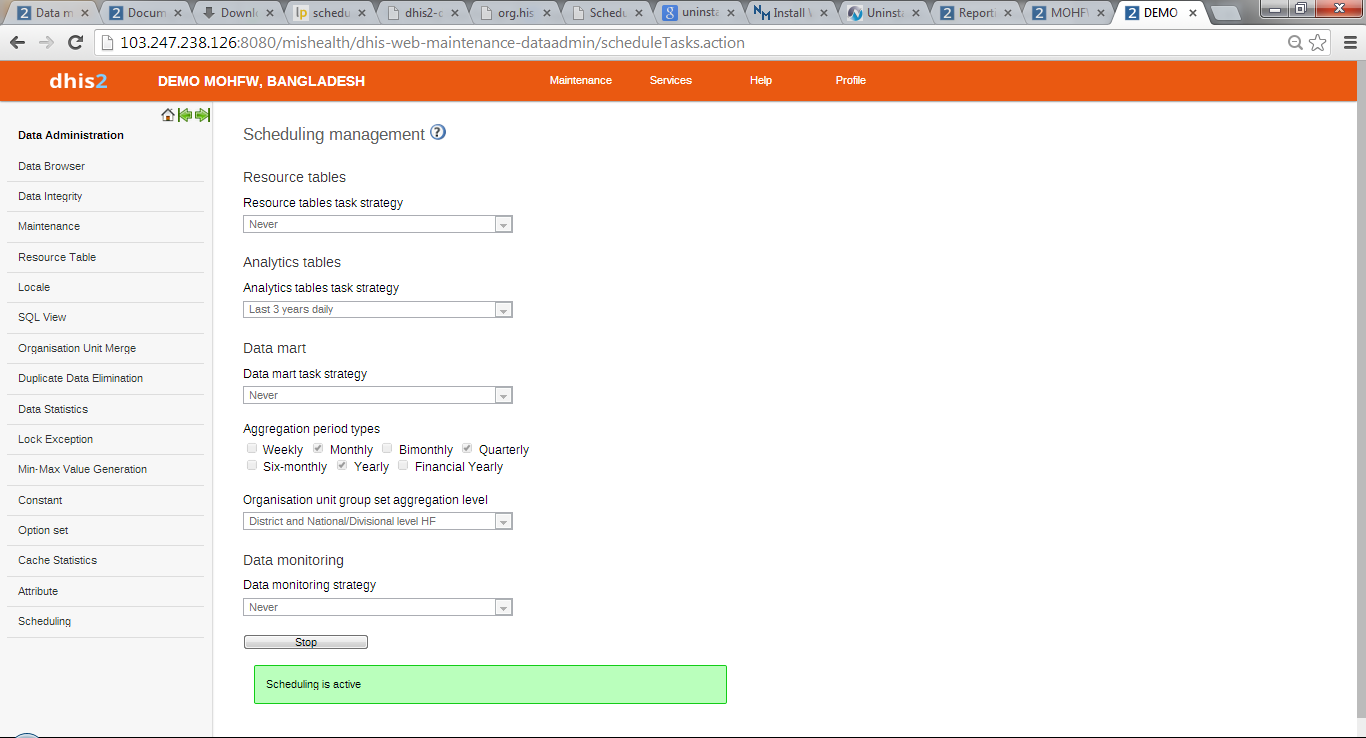 Data m
Docum
Downl
schedu
dhis2-c
org.his
Schedu
uninsta
Install
Uninsta
Reporti
MOHF
DEMO
103.247.238.126:8080/mishealth/dhis-web-maintenance-dataadmin/scheduleTasks.action
dhis2 DEMO MOHFW, BANGLADESH Maintenance Services Help Profile
Data Administration
Data Browser
Data Integrity
Maintenance
Resource Table
Locale
SQL View
Organisation Unit Merge
Duplicate Data Elimination
Data Statistics
Lock Exception
Min-Max Value Generation
Constant
Option set
Cache Statistics
Attribute
Scheduling
Scheduling management
Resource tables
Resource tables task strategy
Never
Analytics tables
Analytics tables task strategy
Last 3 years daily
Data mart
Data mart task strategy
Never
Aggregation period types
Weekly Monthly Bimonthly Quarterly
Six-monthly Yearly Financial Yearly
Organisation unit group set aggregation level
District and National/Divisional level HF
Data monitoring
Data monitoring strategy
Never
Stop
Scheduling is active